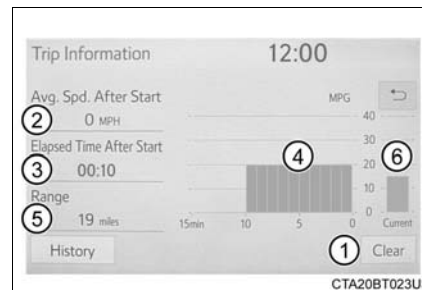 Trip Information 12:00
Avg. Spd. After Start MPG
2 0 MPH 40
Elapsed Time After Start 30
3 00:10 4 20 6
Range 10
5 19 miles 0
15min 10 5 0 Current
History 1 Clear
CTA20BT023U